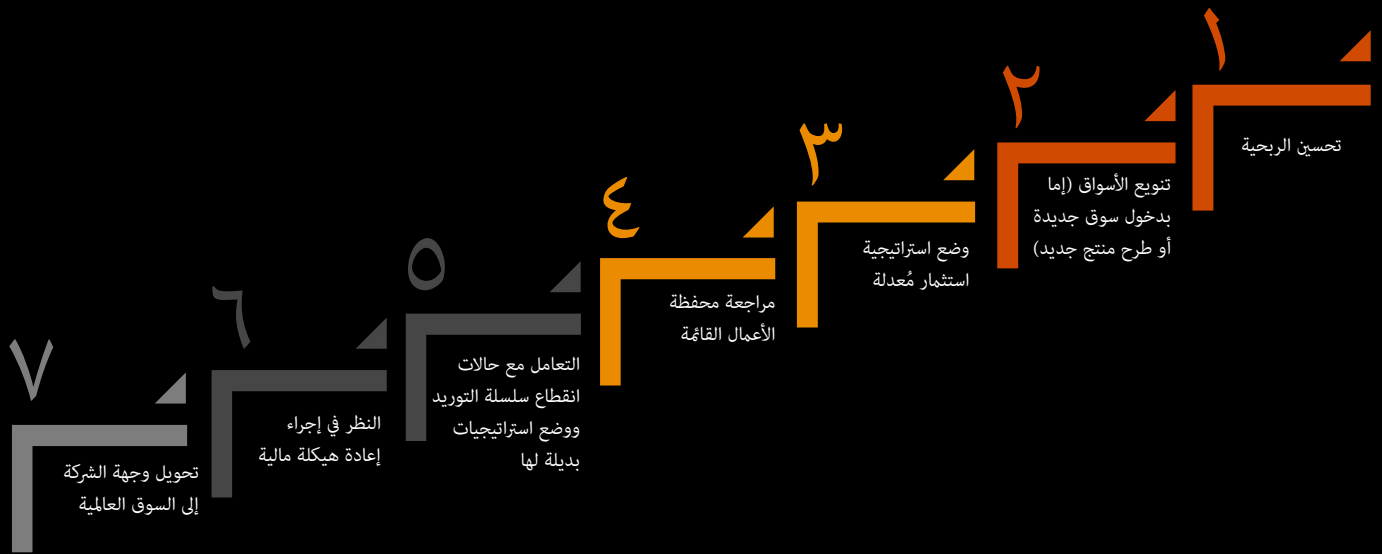 ١
تحسين الربحية
٢
تنويع الأسواق (إما
بدخول سوق جديدة
أو طرح منتج جديد)
٣
وضع استراتيجية
استثمار مُعدلة
٤
مراجعة محفظة
الأعمال القائمة
٥
التعامل مع حالات
انقطاع سلسلة التوريد
ووضع استراتيجيات
بديلة لها
٦
النظر في إجراء
إعادة هيكلة مالية
٧
تحويل وجهة الشركة
إلى السوق العالمية